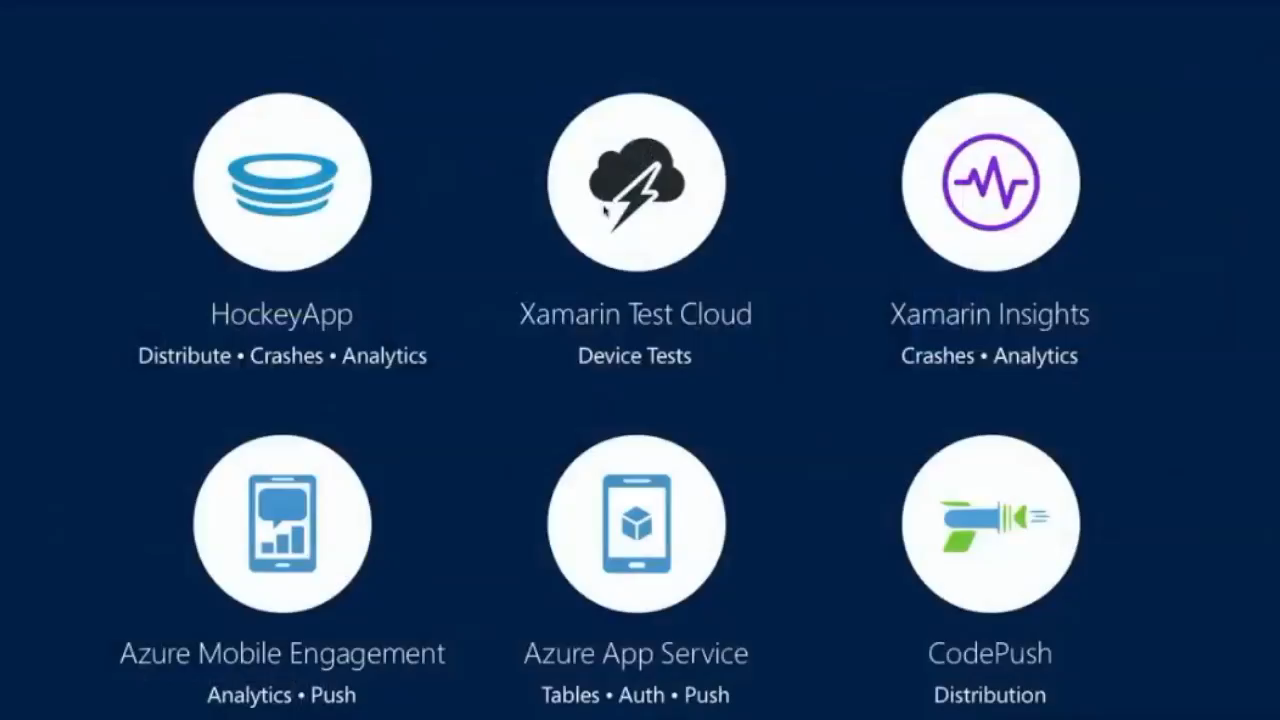 HockeyApp
Distribute • Crashes • Analytics
Xamarin Test Cloud
Device Tests
Xamarin Insights
Crashes • Analytics
Azure Mobile Engagement
Analytics • Push
Azure App Service
Tables • Auth • Push
CodePush
Distribution